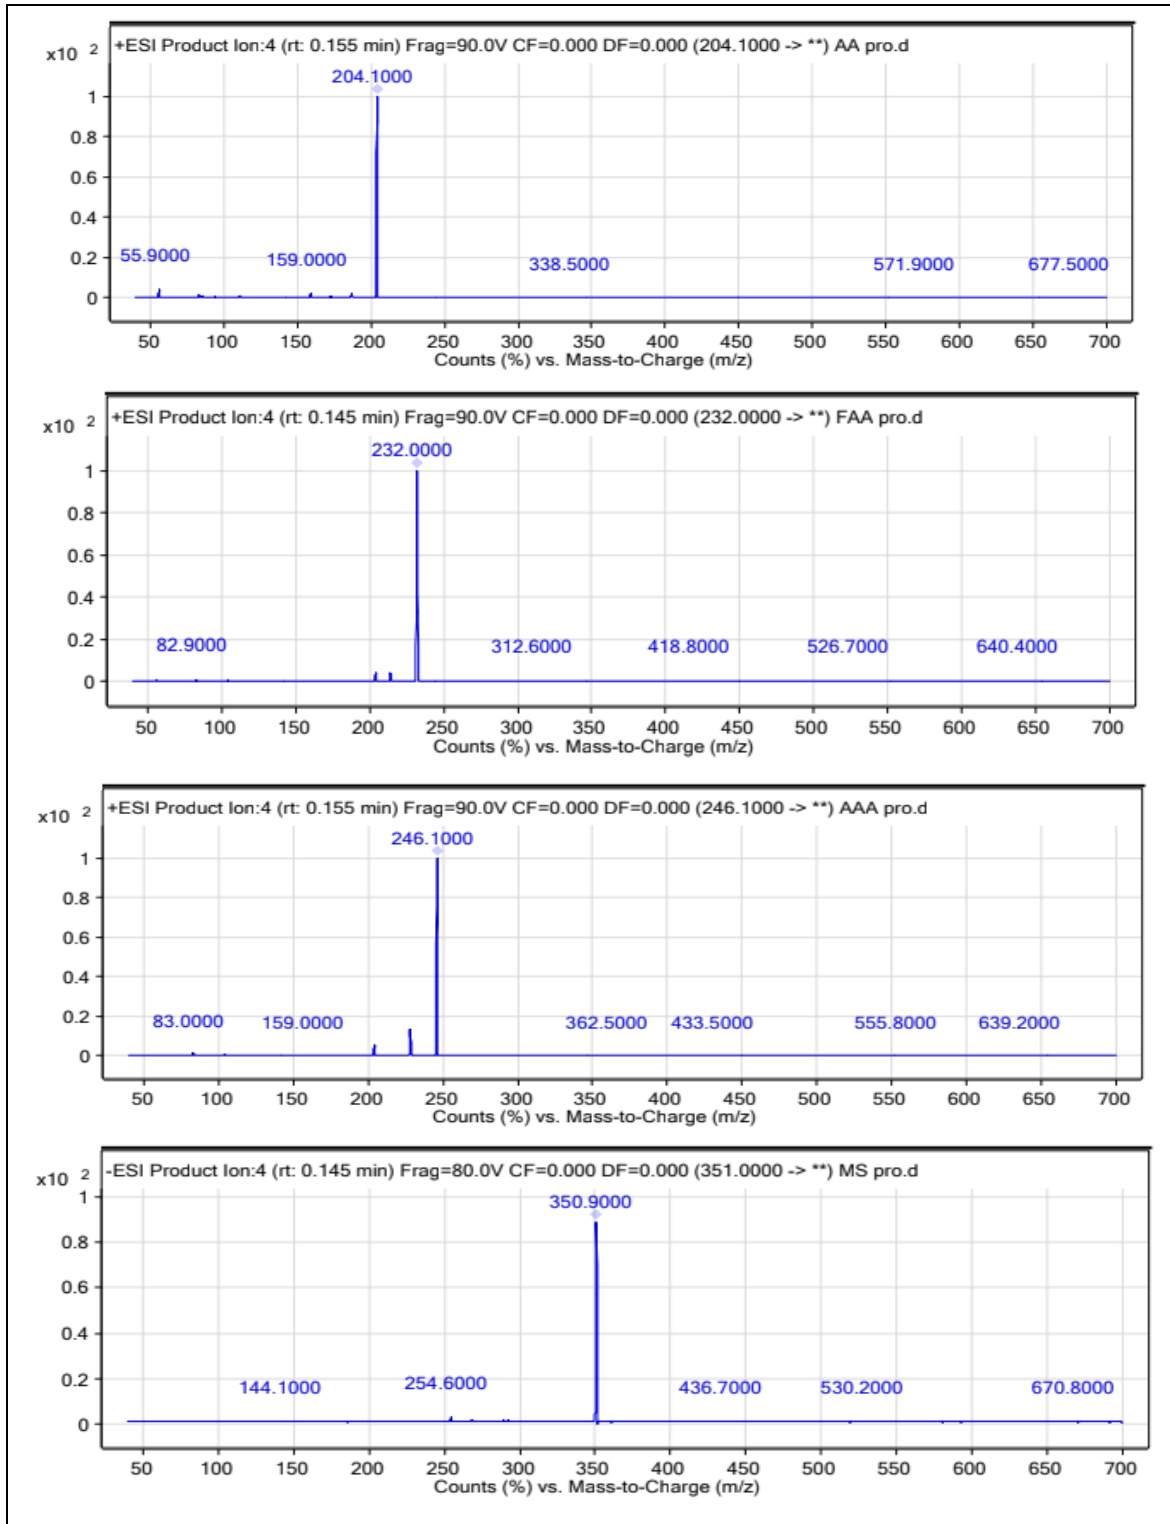 +ESI Product Ion:4 (rt: 0.155 min) Frag=90.0V CF=0.000 DF=0.000 (204.1000 -> **) AA pro.d
x10 2
204.1000
1
0.8
0.6
0.4
0.2
0
55.9000 159.0000 338.5000 571.9000 677.5000
50 100 150 200 250 300 350 400 450 500 550 600 650 700
Counts (%) vs. Mass-to-Charge (m/z)
+ESI Product Ion:4 (rt: 0.145 min) Frag=90.0V CF=0.000 DF=0.000 (232.0000 -> **) FAA pro.d
x10 2
232.0000
1
0.8
0.6
0.4
0.2
0
82.9000 312.6000 418.8000 526.7000 640.4000
50 100 150 200 250 300 350 400 450 500 550 600 650 700
Counts (%) vs. Mass-to-Charge (m/z)
+ESI Product Ion:4 (rt: 0.155 min) Frag=90.0V CF=0.000 DF=0.000 (246.1000 -> **) AAA pro.d
x10 2
246.1000
1
0.8
0.6
0.4
0.2
0
83.0000 159.0000 362.5000 433.5000 555.8000 639.2000
50 100 150 200 250 300 350 400 450 500 550 600 650 700
Counts (%) vs. Mass-to-Charge (m/z)
-ESI Product Ion:4 (rt: 0.145 min) Frag=80.0V CF=0.000 DF=0.000 (351.0000 -> **) MS pro.d
x10 2
350.9000
1
0.8
0.6
0.4
0.2
0
144.1000 254.6000 436.7000 530.2000 670.8000
50 100 150 200 250 300 350 400 450 500 550 600 650 700
Counts (%) vs. Mass-to-Charge (m/z)